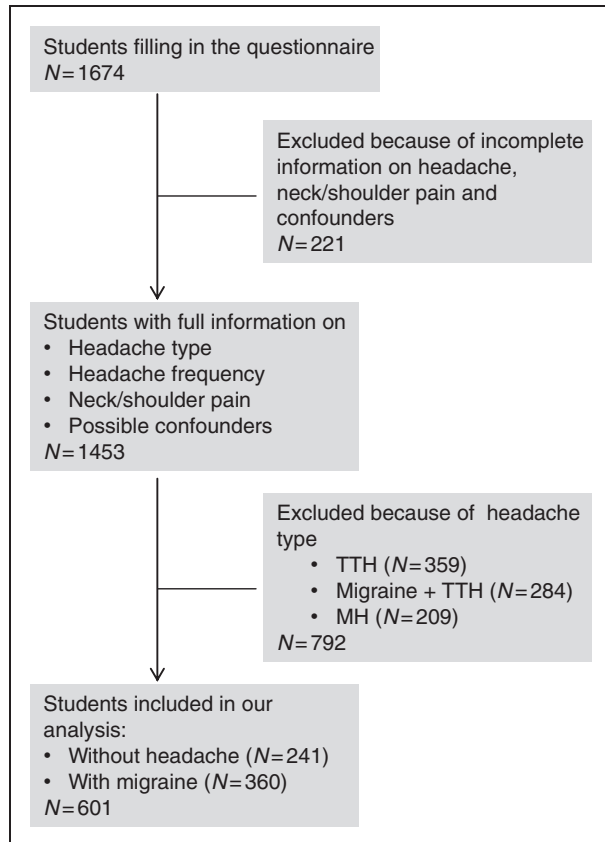 Students filling in the questionnaire
N=1674
Excluded because of incomplete
information on headache,
neck/shoulder pain and
confounders
N=221
Students with full information on
• Headache type
• Headache frequency
• Neck/shoulder pain
• Possible confounders
N=1453
Excluded because of headache
type
• TTH (N=359)
• Migraine + TTH (N=284)
• MH (N=209)
N=792
Students included in our
analysis:
• Without headache (N=241)
• With migraine (N=360)
N=601